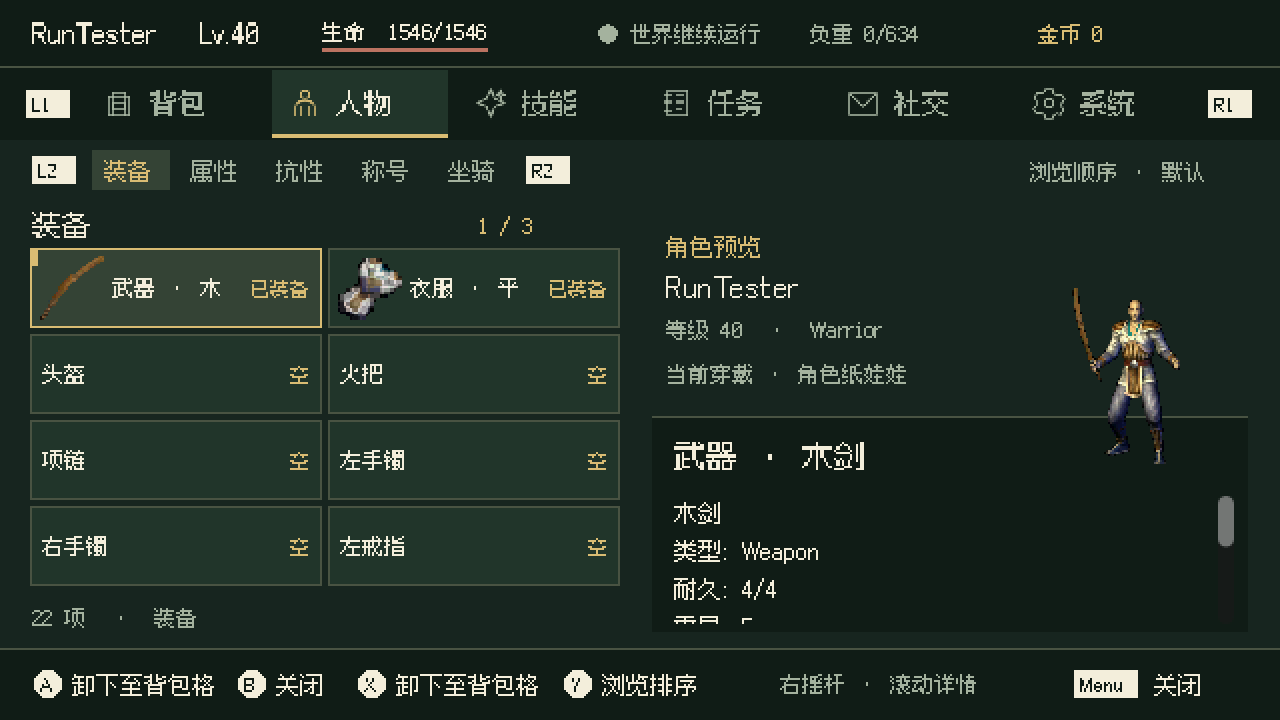 RunTester Lv.40 生命 1546/1546 世界继续运行 负重 0/634 金币 0
L1 背包 人物 技能 任务 社交 系统 R1
L2 装备 属性 抗性 称号 坐骑 R2 浏览顺序 · 默认
装备 1 / 3
武器 · 木 已装备 衣服 · 平 已装备
头盔 空 火把 空
项链 空 左手镯 空
右手镯 空 左戒指 空
22 项 · 装备
角色预览
RunTester
等级 40 · Warrior
当前穿戴 · 角色纸娃娃
武器 · 木剑
木剑
类型: Weapon
耐久: 4/4
A 卸下至背包格 B 关闭 X 卸下至背包格 Y 浏览排序 右摇杆 · 滚动详情 Menu 关闭